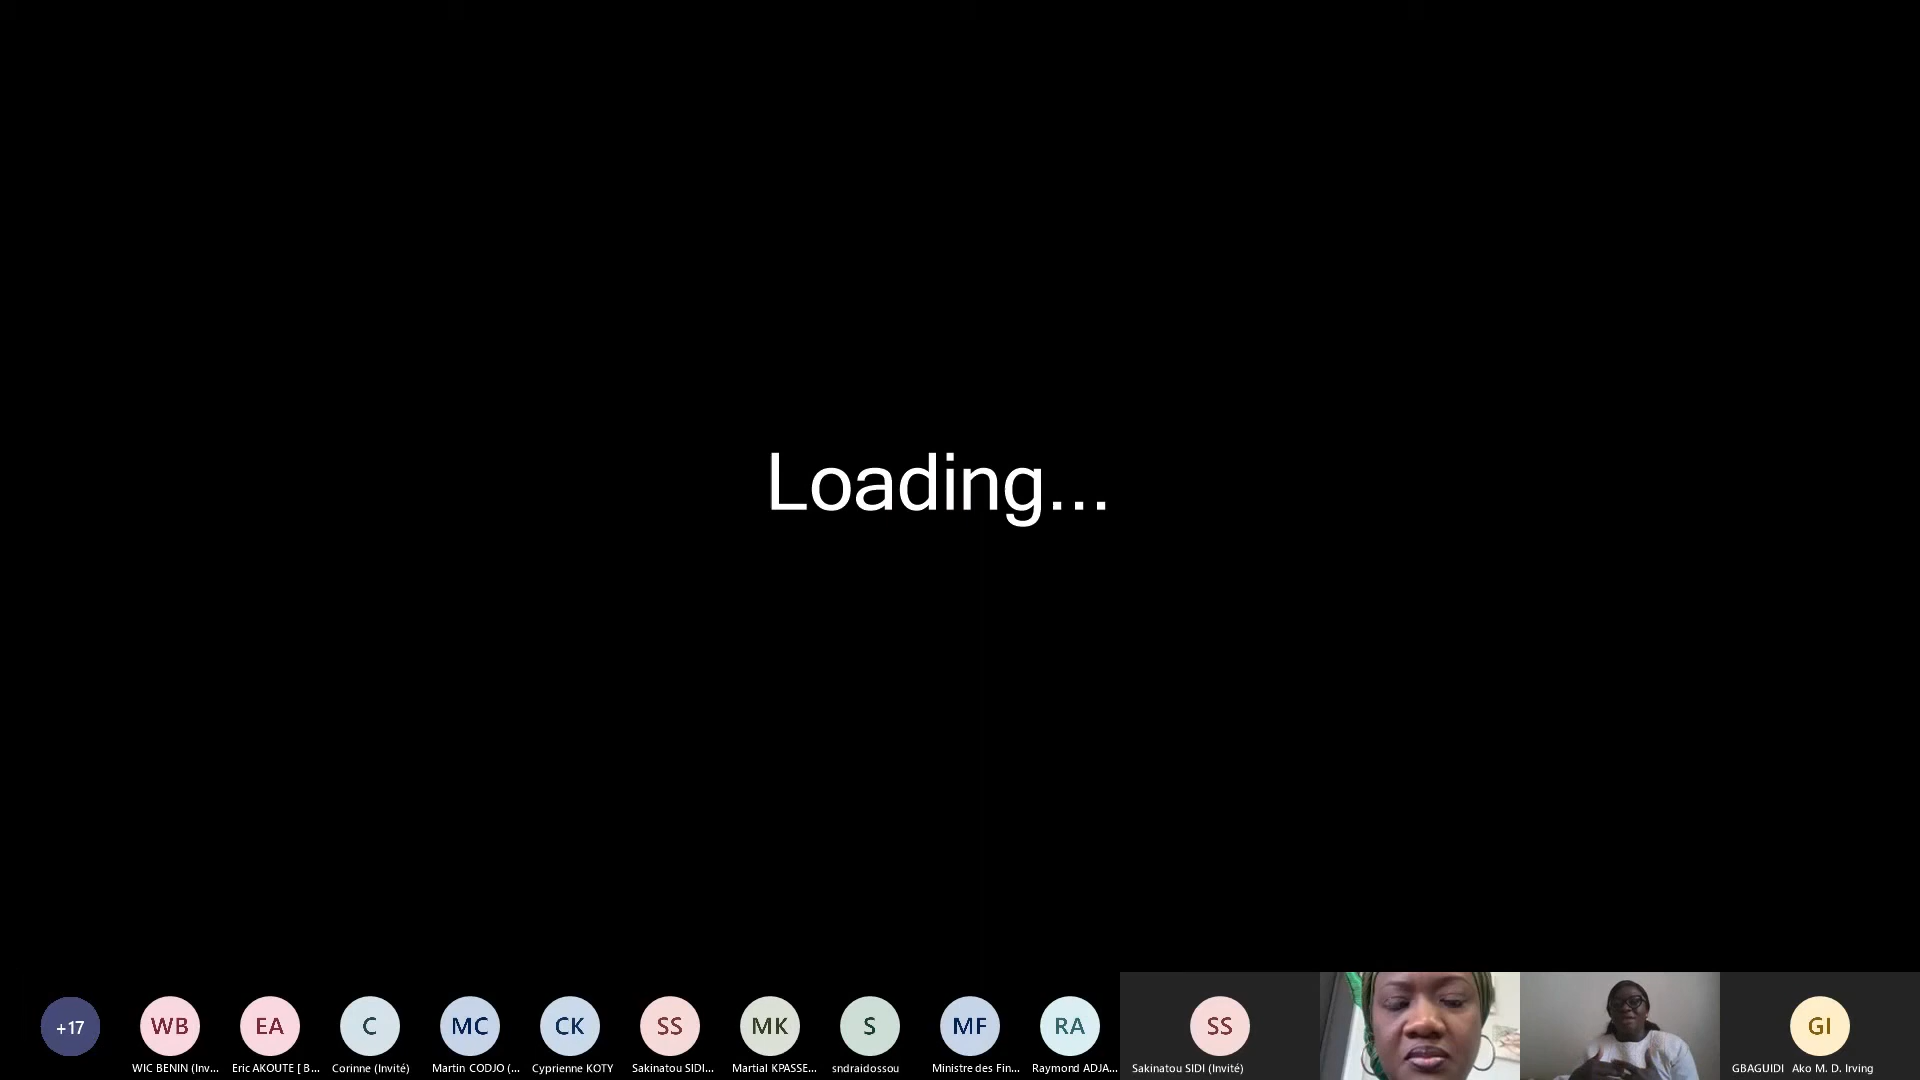 Loading...
+17
WB
EA
C
MC
CK
SS
MK
S
MF
RA
SS
GI
WIC BENIN (Inv...
Eric AKOUTE [ B...
Corinne (Invité)
Martin CODJO (...
Cyprienne KOTY
Sakinatou SIDI...
Martial KPASSE...
sndraidossou
Ministre des Fin...
Raymond ADJA...
Sakinatou SIDI (Invité)
GBAGUIDI Ako M. D. Irving